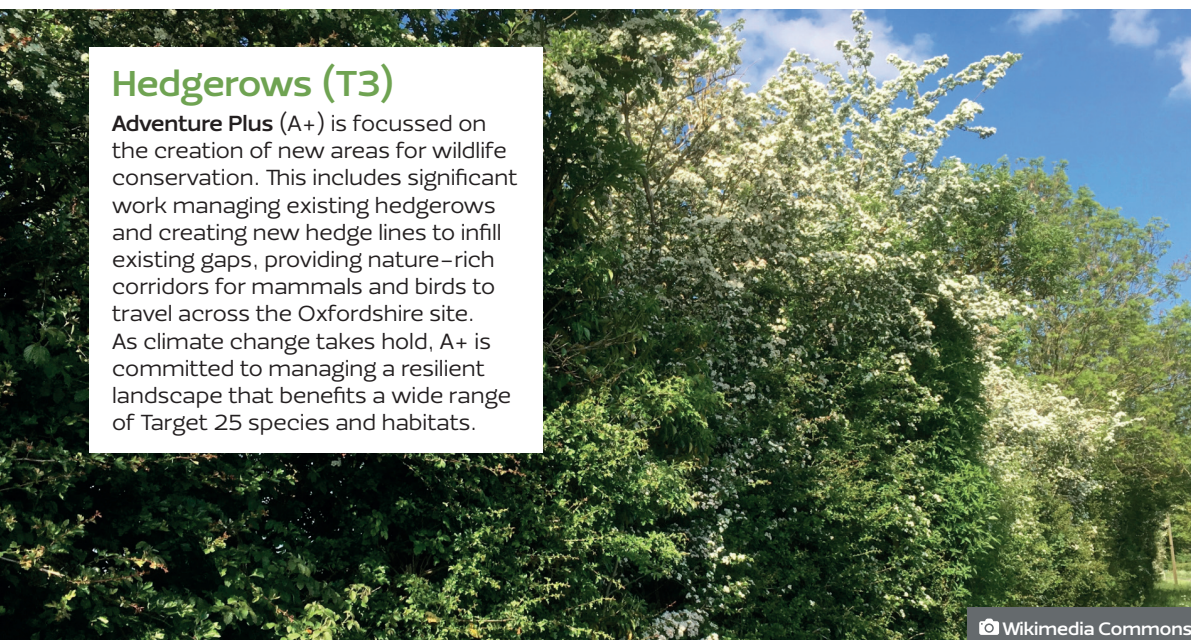 Hedgerows (T3)
Adventure Plus (A+) is focussed on
the creation of new areas for wildlife
conservation. This includes significant
work managing existing hedgerows
and creating new hedge lines to infill
existing gaps, providing nature-rich
corridors for mammals and birds to
travel across the Oxfordshire site.
As climate change takes hold, A+ is
committed to managing a resilient
landscape that benefits a wide range
of Target 25 species and habitats.
Wikimedia Commons